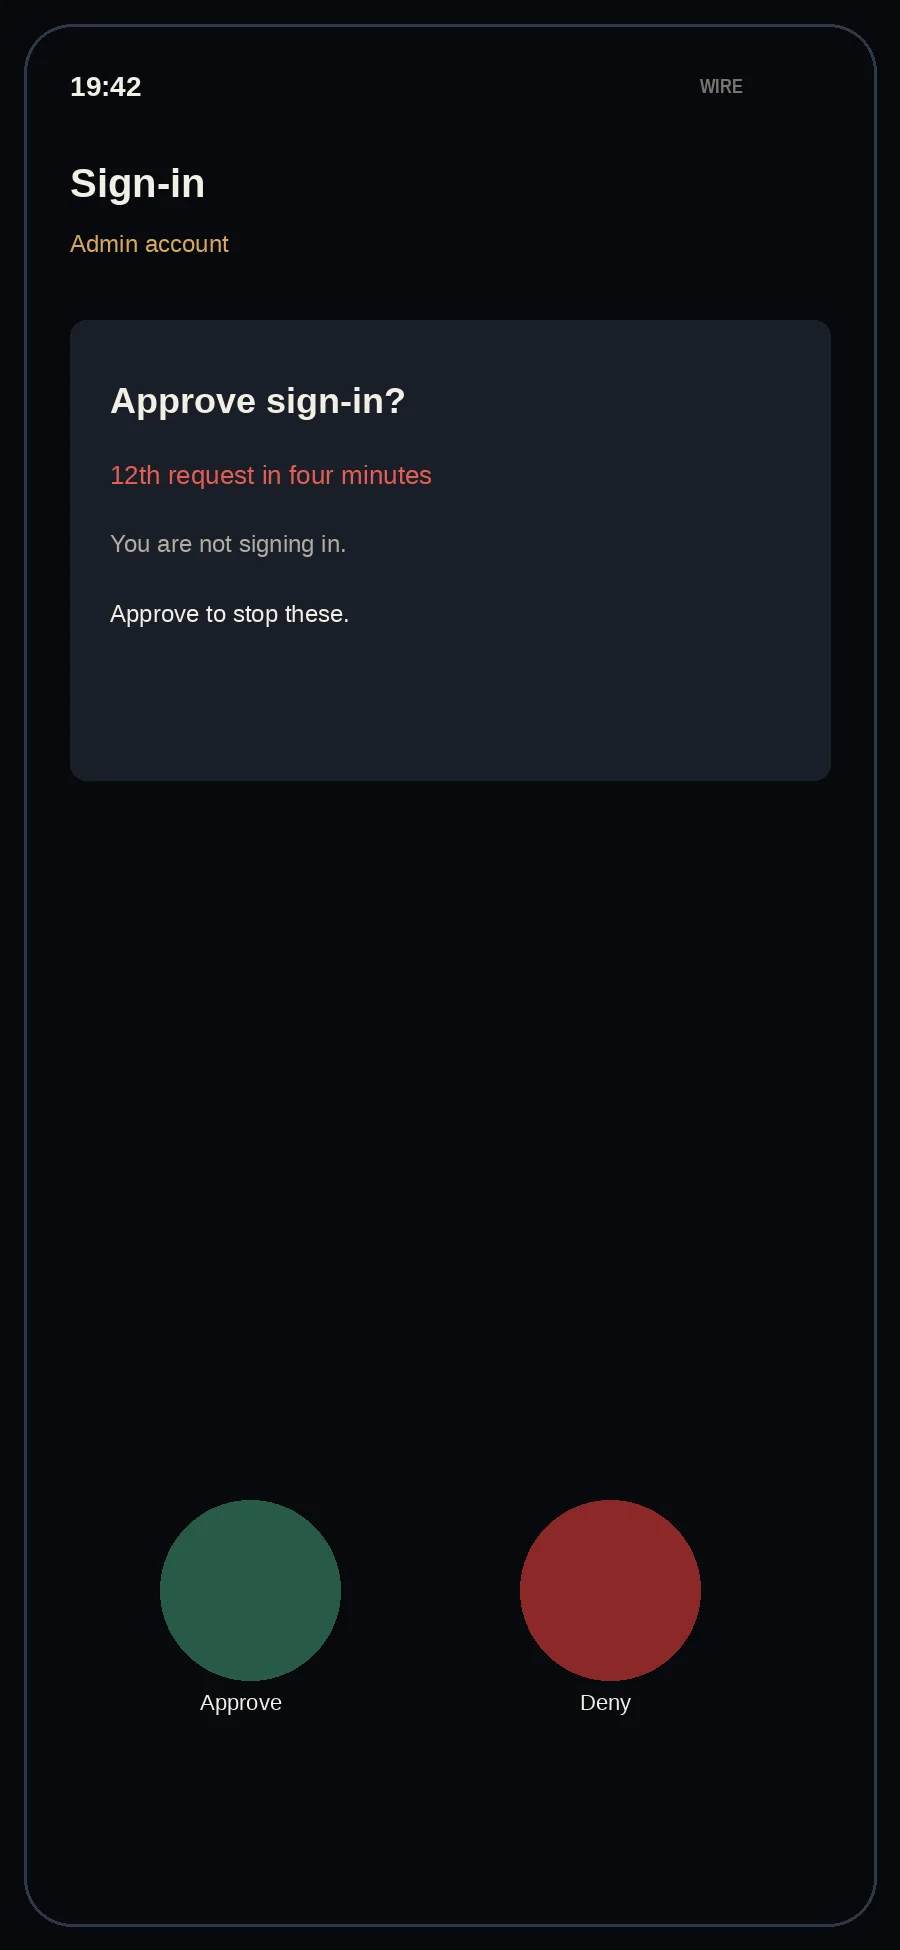 19:42 WIRE
Sign-in
Admin account
Approve sign-in?
12th request in four minutes
You are not signing in.
Approve to stop these.
Approve Deny